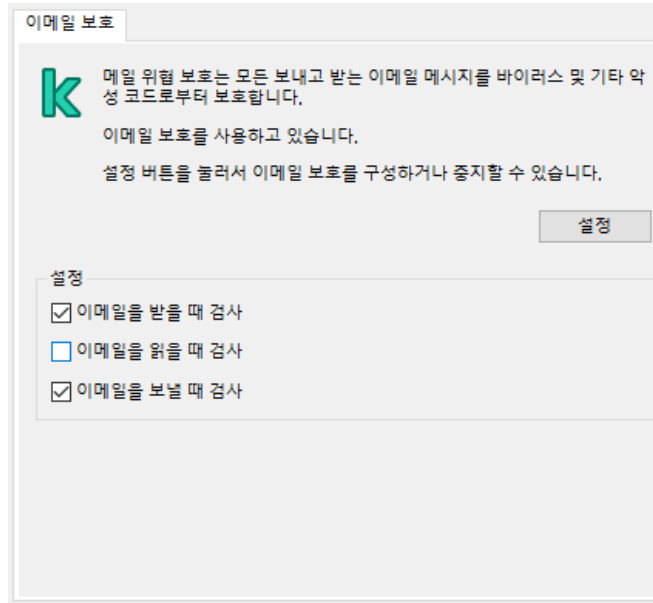 이메일 보호
메일 위협 보호는 모든 보내고 받는 이메일 메시지를 바이러스 및 기타 악
성 코드로부터 보호합니다.
이메일 보호를 사용하고 있습니다.
설정 버튼을 눌러서 이메일 보호를 구성하거나 중지할 수 있습니다.
설정
설정
이메일을 받을 때 검사
이메일을 읽을 때 검사
이메일을 보낼 때 검사